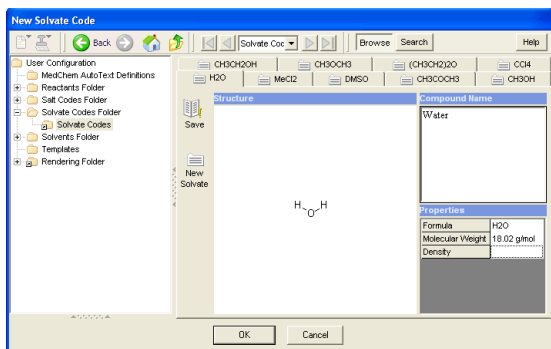 New Solvate Code
Back Solvate Coc Browse Search Help
User Configuration
MedChem AutoText Definitions
Reactants Folder
Salt Codes Folder
Solvate Codes Folder
Solvate Codes
Solvents Folder
Templates
Rendering Folder
CH3CH2OH CH3OCH3 (CH3CH2)2O CCl4
H2O MeCl2 DMSO CH3COCH3 CH3OH
Save
New
Solvate
Structure
H O H
Compound Name
Water
Properties
Formula H2O
Molecular Weight 18.02 g/mol
Density
OK Cancel